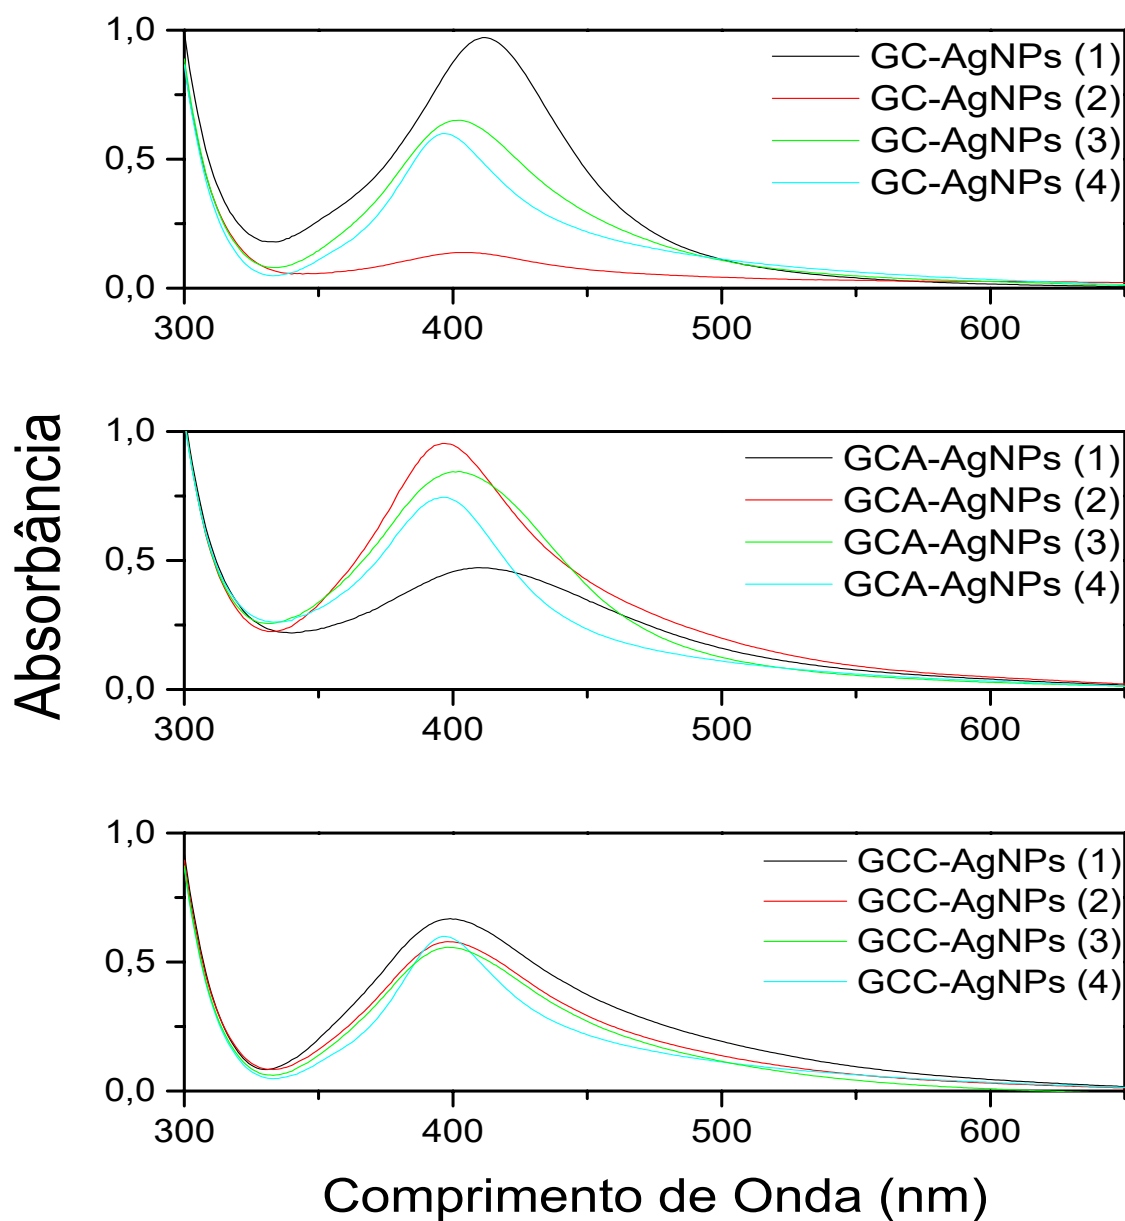 1,0
GC-AgNPs (1)
GC-AgNPs (2)
0,5
GC-AgNPs (3)
GC-AgNPs (4)
0,0
300 400 500 600
Absorbância
1,0
GCA-AgNPs (1)
GCA-AgNPs (2)
0,5
GCA-AgNPs (3)
GCA-AgNPs (4)
0,0
300 400 500 600
1,0
GCC-AgNPs (1)
GCC-AgNPs (2)
0,5
GCC-AgNPs (3)
GCC-AgNPs (4)
0,0
300 400 500 600
Comprimento de Onda (nm)